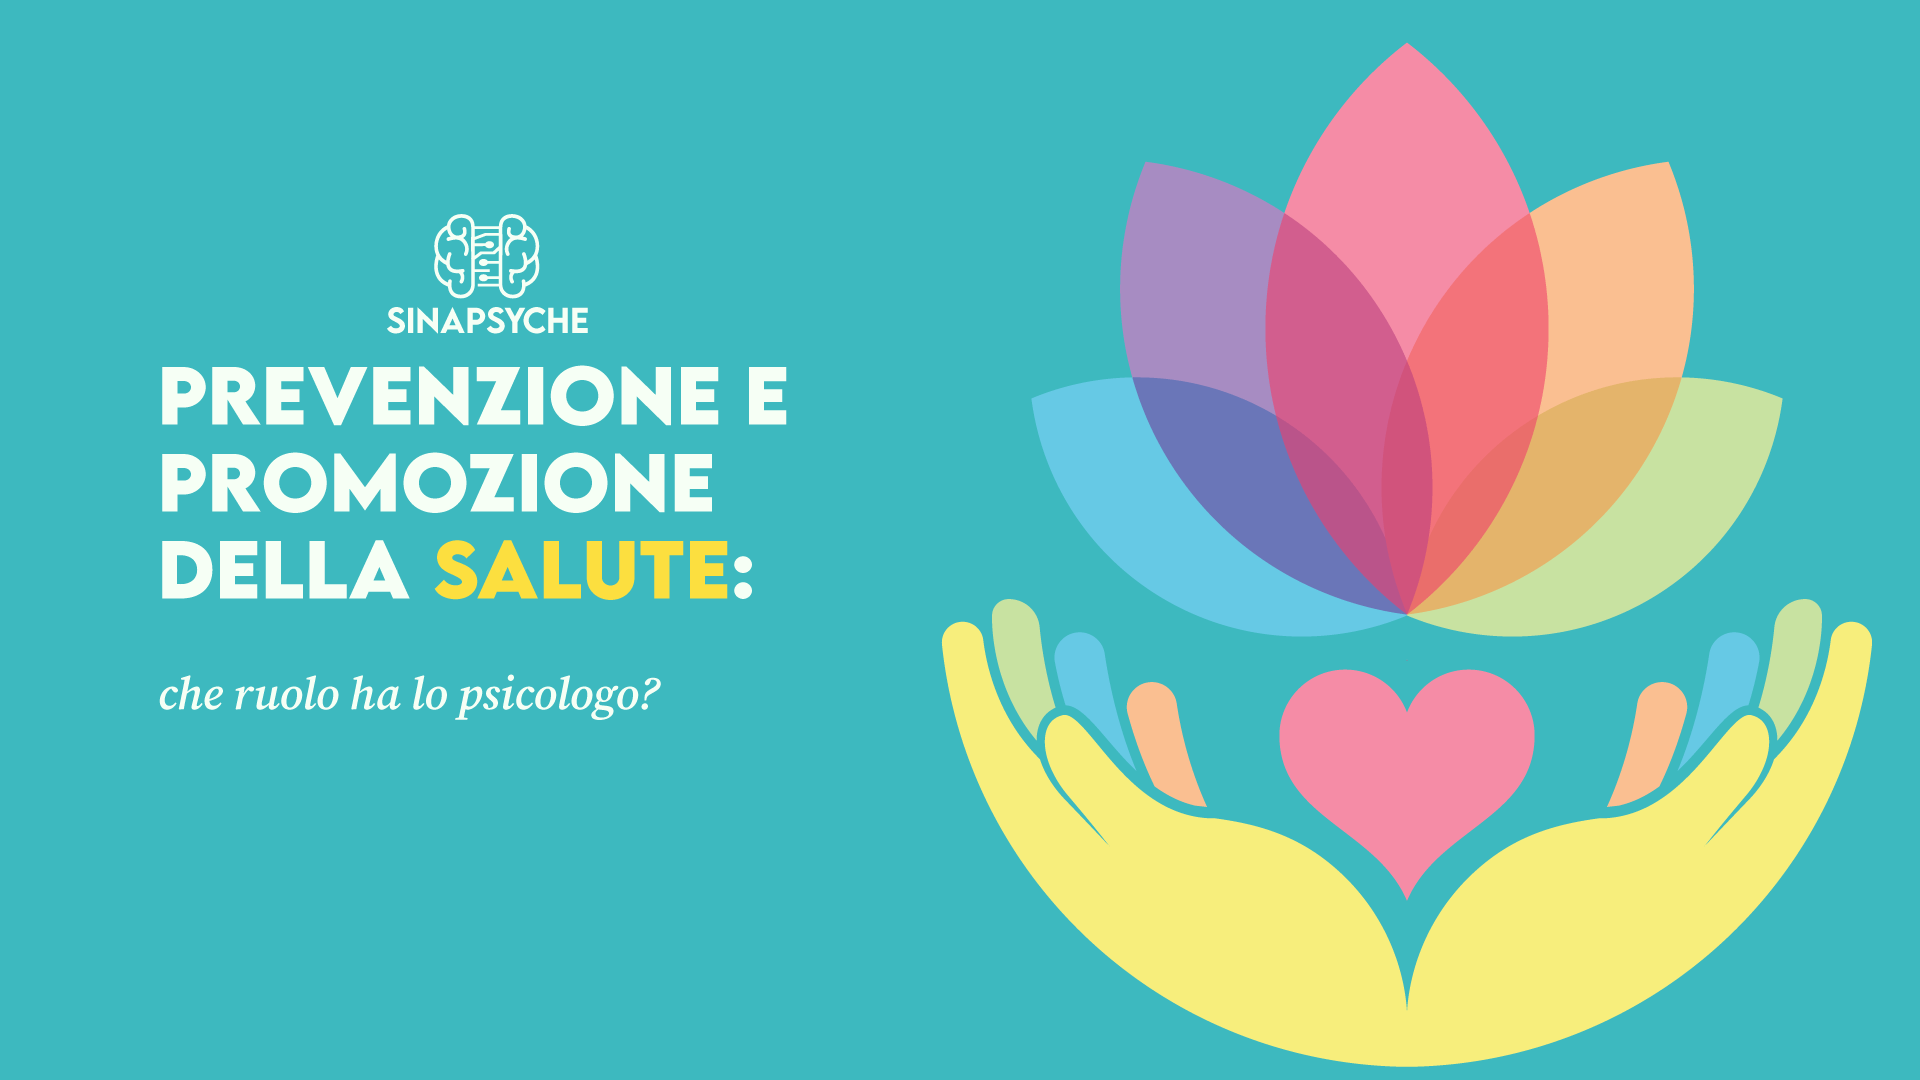 SINAPSYCHE
PREVENZIONE E
PROMOZIONE
DELLA SALUTE:
che ruolo ha lo psicologo?